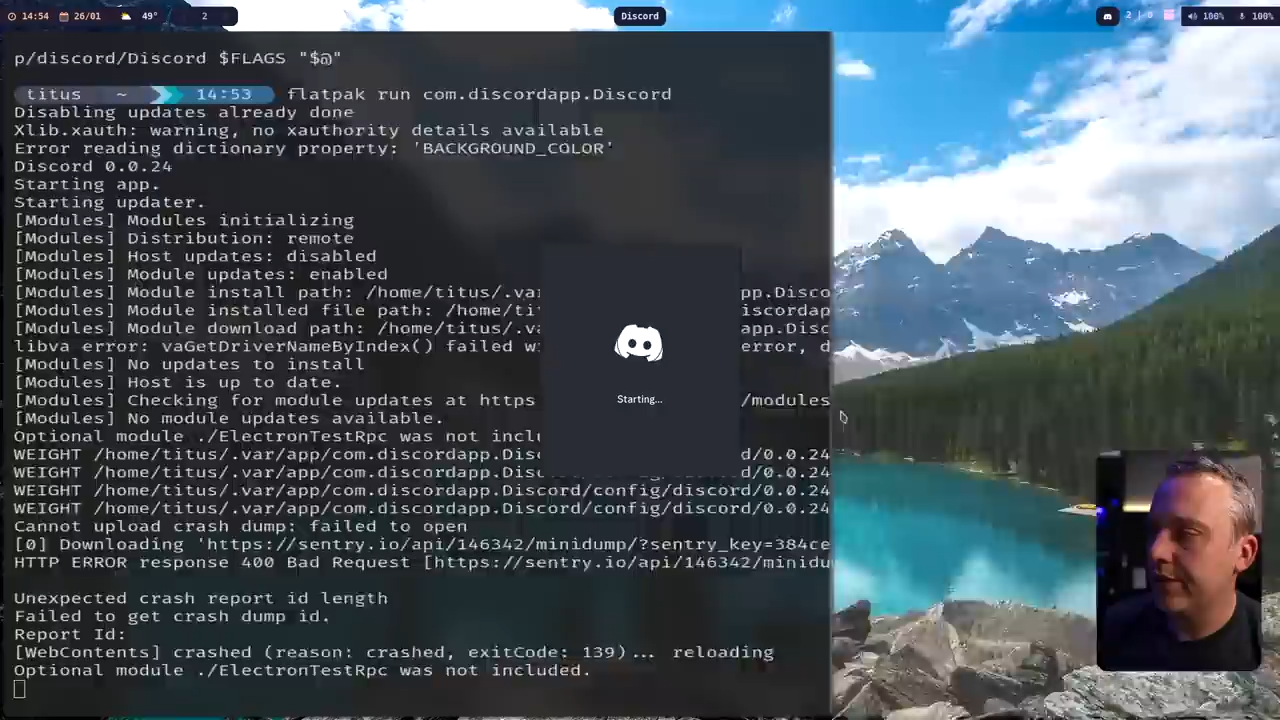 14:54 26/01 49° 2
Discord
2 | 0 100% 100%
p/discord/Discord $FLAGS "$@"
titus ~ 14:53 flatpak run com.discordapp.Discord
Disabling updates already done
Xlib.xauth: warning, no xauthority details available
Error reading dictionary property: 'BACKGROUND_COLOR'
Discord 0.0.24
Starting app.
Starting updater.
[Modules] Modules initializing
[Modules] Distribution: remote
[Modules] Host updates: disabled
[Modules] Module updates: enabled
[Modules] Module install path: /home/titus/.va pp.Disco
[Modules] Module installed file path: /home/ti iscordap
[Modules] Module download path: /home/titus/.v app.Disc
libva error: vaGetDriverNameByIndex() failed w error, d
[Modules] No updates to install
[Modules] Host is up to date.
[Modules] Checking for module updates at https /modules
[Modules] No module updates available.
Optional module ./ElectronTestRpc was not incl
WEIGHT /home/titus/.var/app/com.discordapp.Disc d/0.0.24
WEIGHT /home/titus/.var/app/com.discordapp.Disc d/0.0.24
WEIGHT /home/titus/.var/app/com.discordapp.Discord/config/discord/0.0.24
WEIGHT /home/titus/.var/app/com.discordapp.Discord/config/discord/0.0.24
Cannot upload crash dump: failed to open
[0] Downloading 'https://sentry.io/api/146342/minidump/?sentry_key=384ce
HTTP ERROR response 400 Bad Request [https://sentry.io/api/146342/minidu
Unexpected crash report id length
Failed to get crash dump id.
Report Id:
[WebContents] crashed (reason: crashed, exitCode: 139)... reloading
Optional module ./ElectronTestRpc was not included.
Starting...